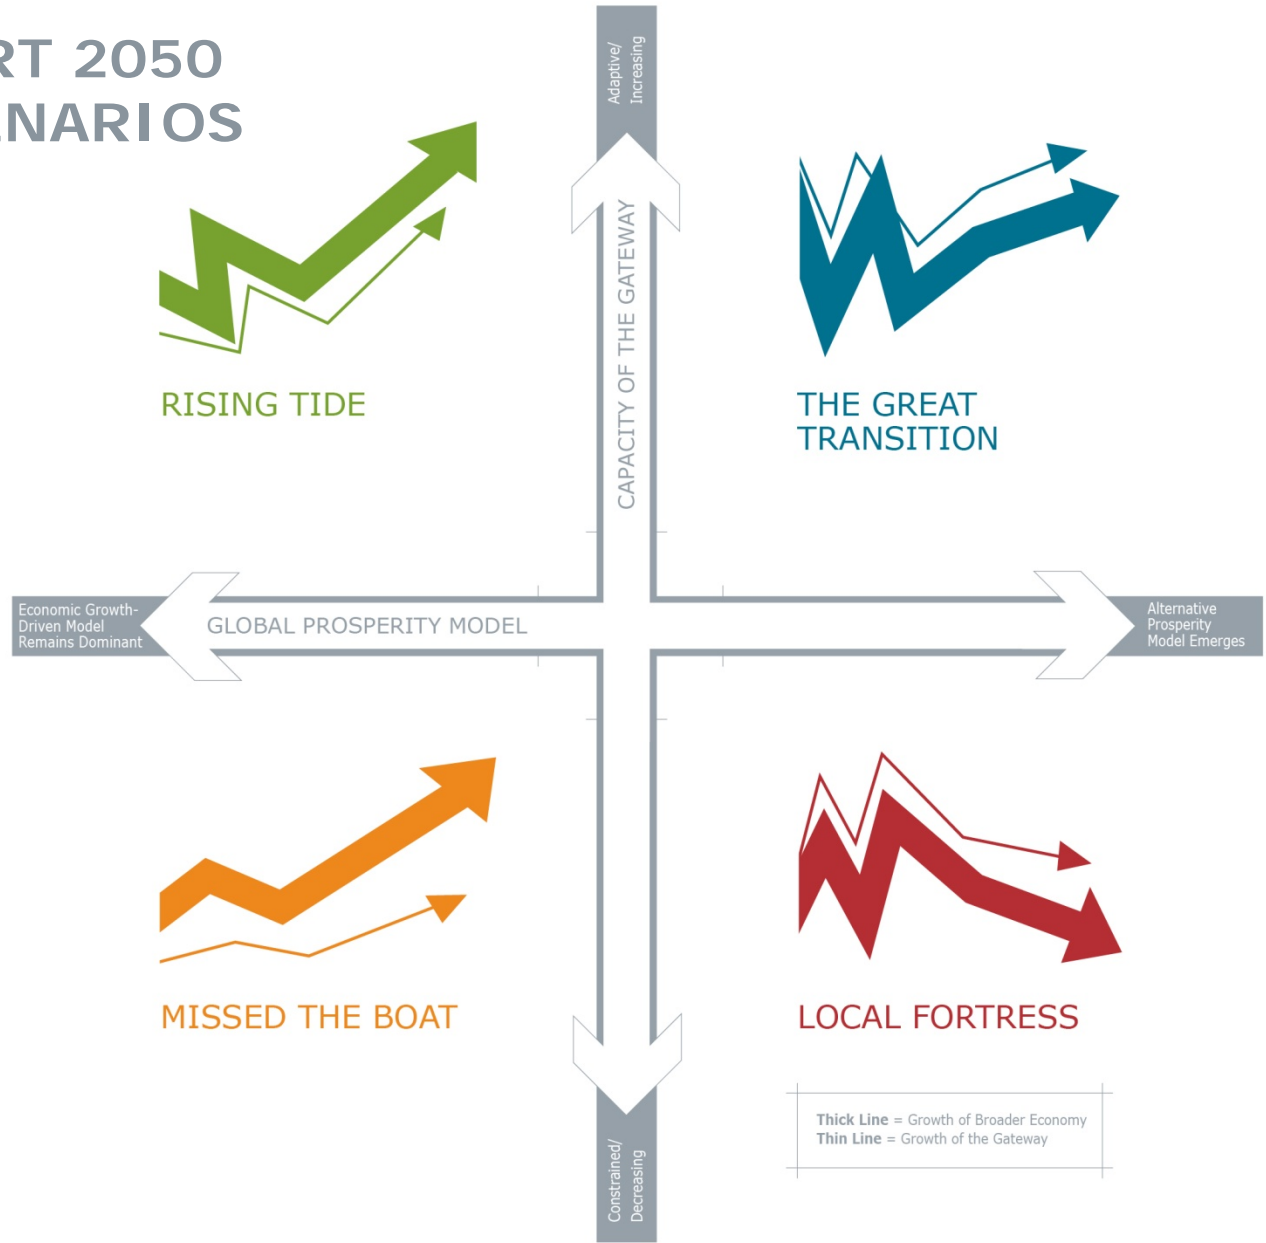 RT 2050
NARIOS
Adaptive/
Increasing
CAPACITY OF THE GATEWAY
RISING TIDE
THE GREAT
TRANSITION
Economic Growth-
Driven Model
Remains Dominant
GLOBAL PROSPERITY MODEL
Alternative
Prosperity
Model Emerges
MISSED THE BOAT
LOCAL FORTRESS
Thick Line = Growth of Broader Economy
Thin Line = Growth of the Gateway
Constrained/
Decreasing